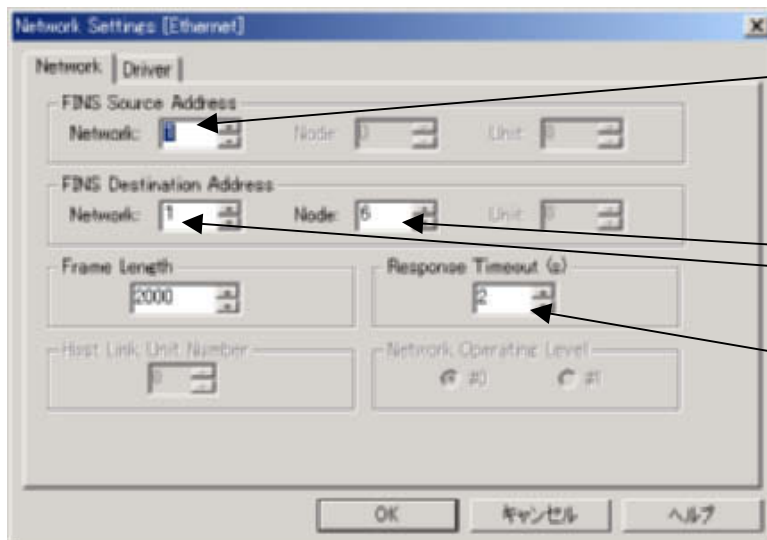 Network Settings [Ethernet]
Network Driver
FINS Source Address
Network: Node: 0 Unit:
FINS Destination Address
Network: 1 Node: 6 Unit:
Frame Length Response Timeout (s)
2000 2
Host Link Unit Number Network Operating Level
#0 #1
OK キャンセル ヘルプ